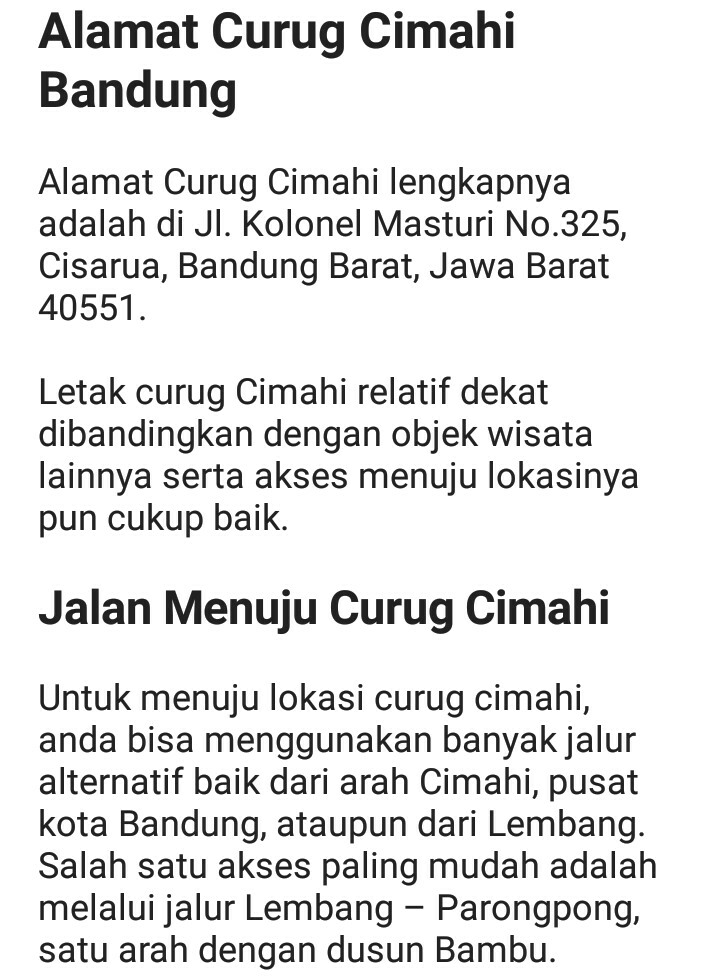 Alamat Curug Cimahi
Bandung
Alamat Curug Cimahi lengkapnya
adalah di Jl. Kolonel Masturi No.325,
Cisarua, Bandung Barat, Jawa Barat
40551.
Letak curug Cimahi relatif dekat
dibandingkan dengan objek wisata
lainnya serta akses menuju lokasinya
pun cukup baik.
Jalan Menuju Curug Cimahi
Untuk menuju lokasi curug cimahi,
anda bisa menggunakan banyak jalur
alternatif baik dari arah Cimahi, pusat
kota Bandung, ataupun dari Lembang.
Salah satu akses paling mudah adalah
melalui jalur Lembang – Parongpong,
satu arah dengan dusun Bambu.